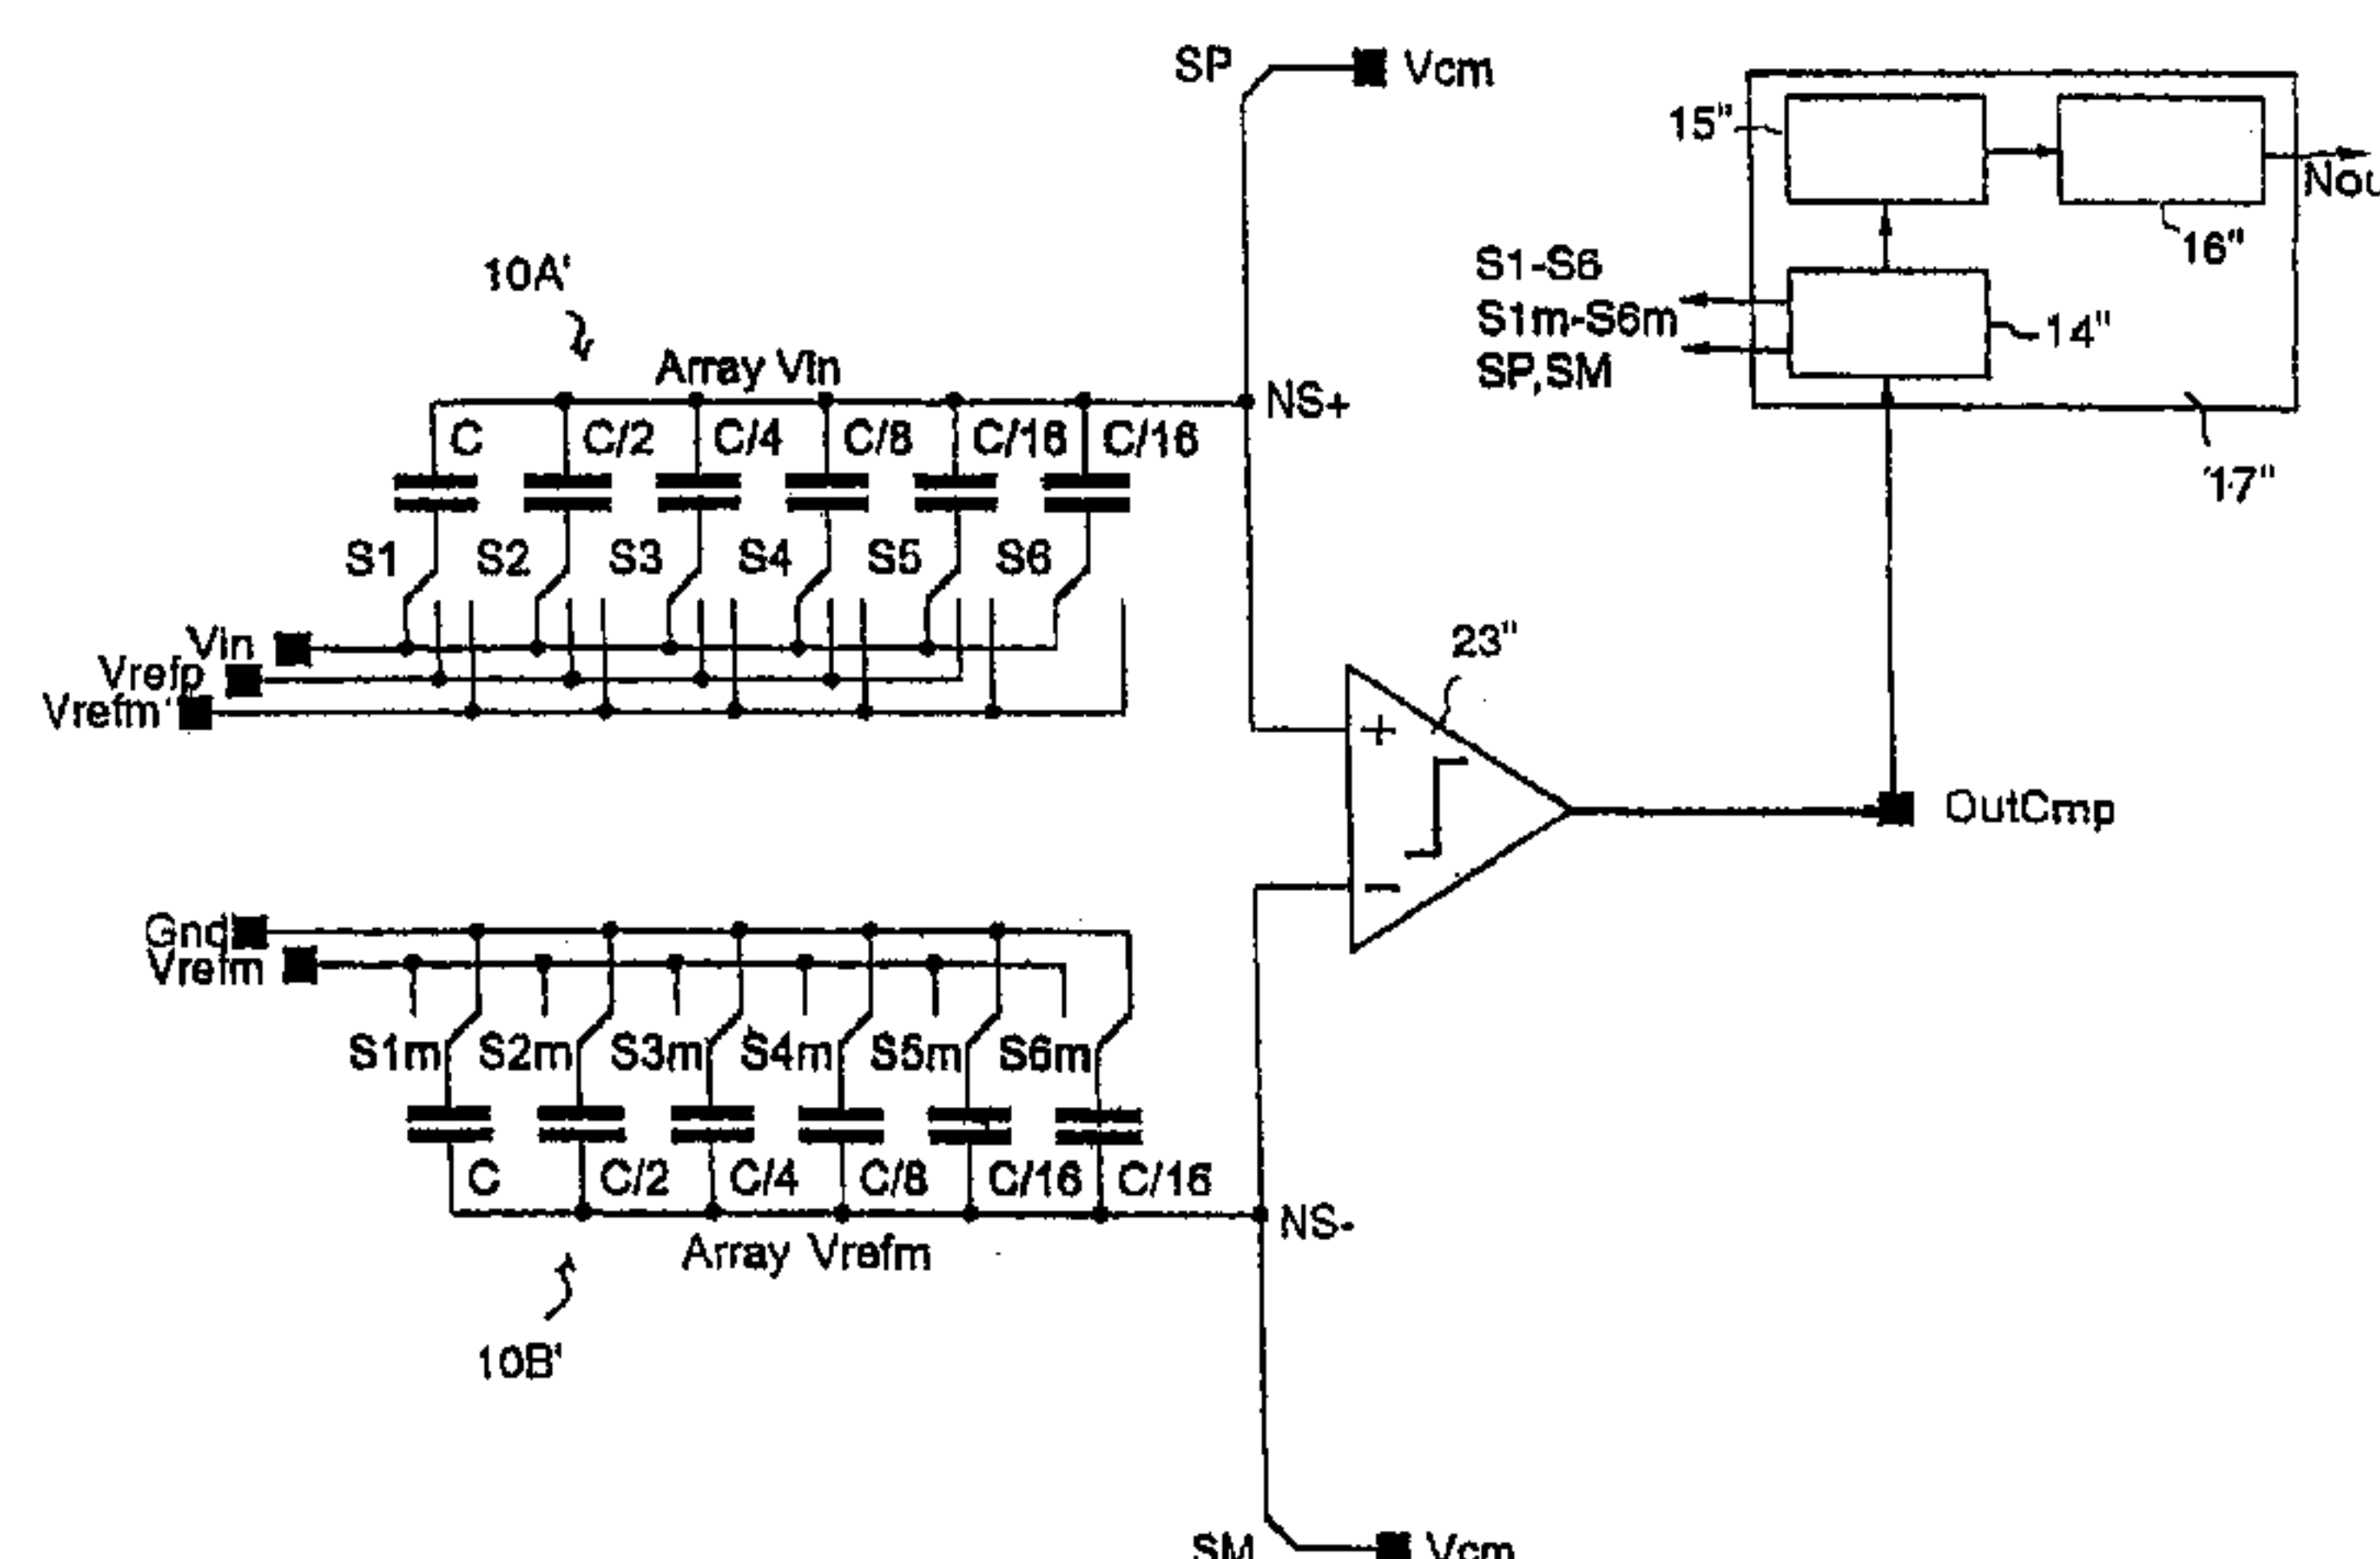 SP Vcm
15"
Nou
16"
S1-S6
S1m-S6m
SP,SM
14"
17"
10A'
Array Vin
NS+
C C/2 C/4 C/8 C/16 C/16
S1 S2 S3 S4 S5 S6
Vin
Vrefp
Vrefm'
23"
+
−
OutCmp
Gnd
Vrefm
S1m S2m S3m S4m S5m S6m
C C/2 C/4 C/8 C/16 C/16
NS-
Array Vrefm
10B'
SM Vcm